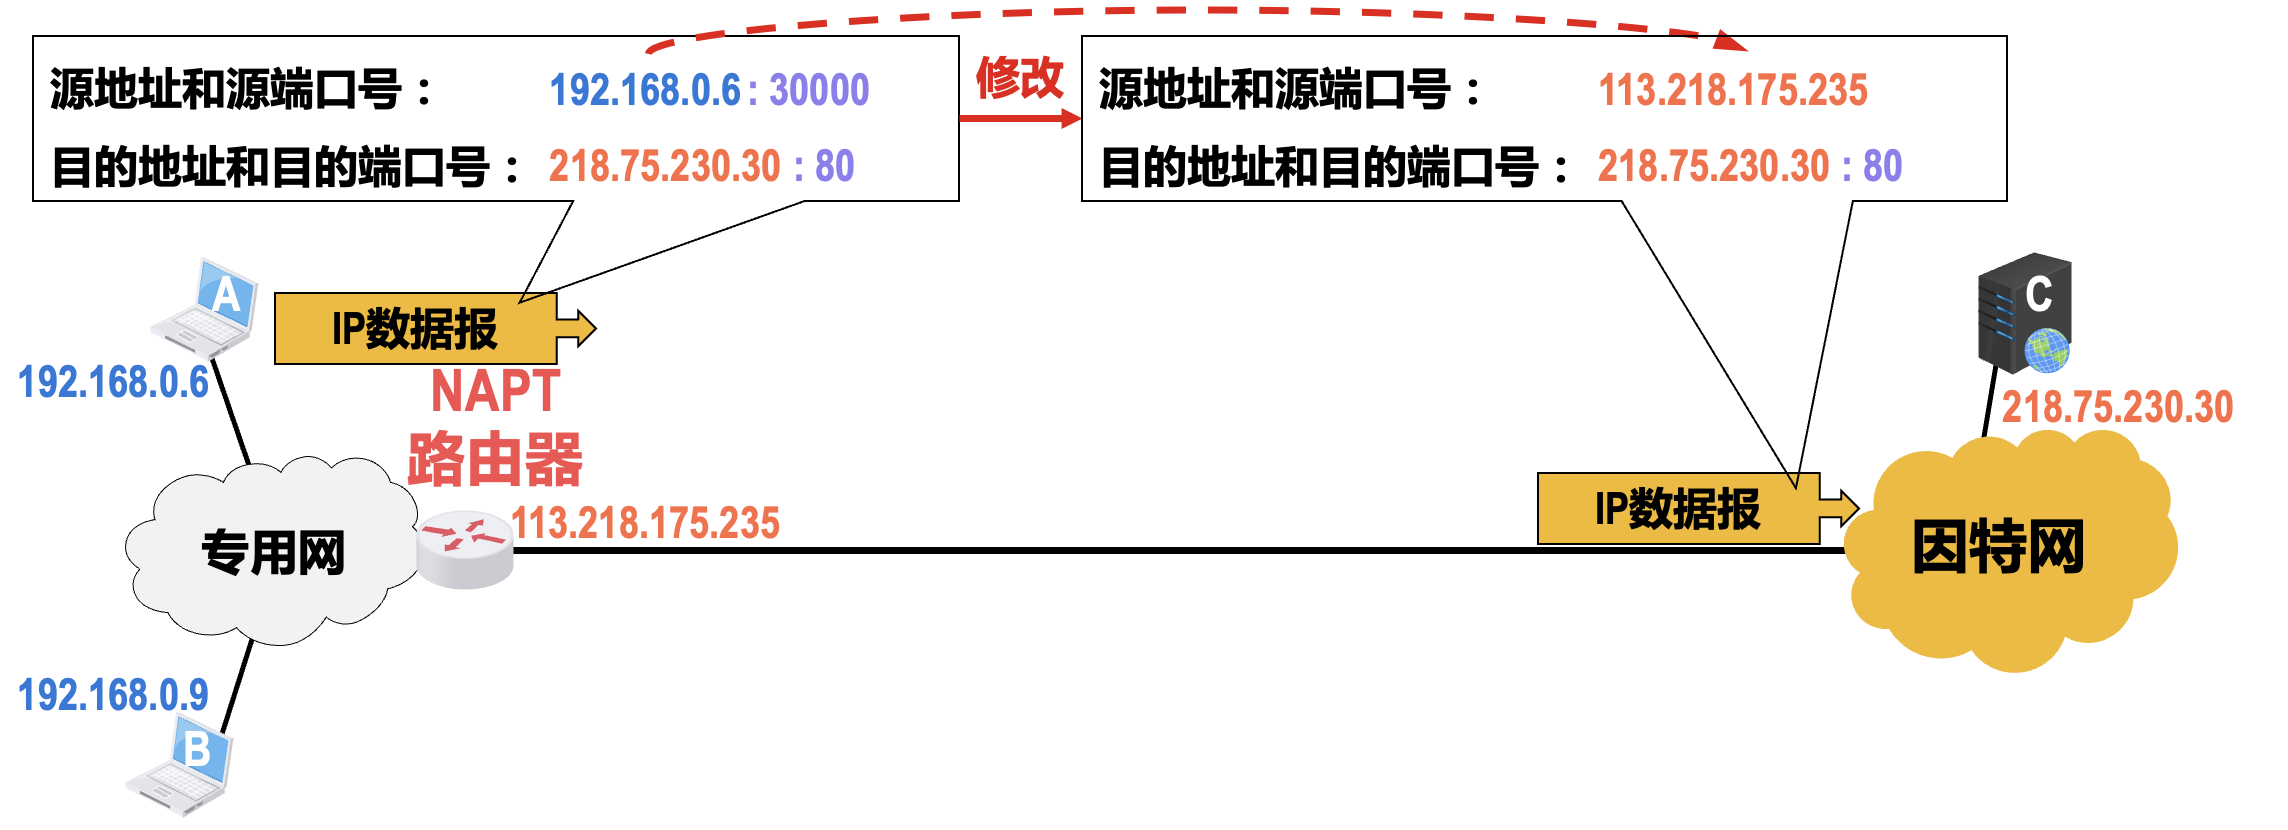 源地址和源端口号： 192.168.0.6 : 30000
目的地址和目的端口号： 218.75.230.30 : 80
修改
源地址和源端口号： 113.218.175.235
目的地址和目的端口号： 218.75.230.30 : 80
A
IP数据报
192.168.0.6
NAPT
路由器
113.218.175.235
专用网
192.168.0.9
B
C
218.75.230.30
IP数据报
因特网